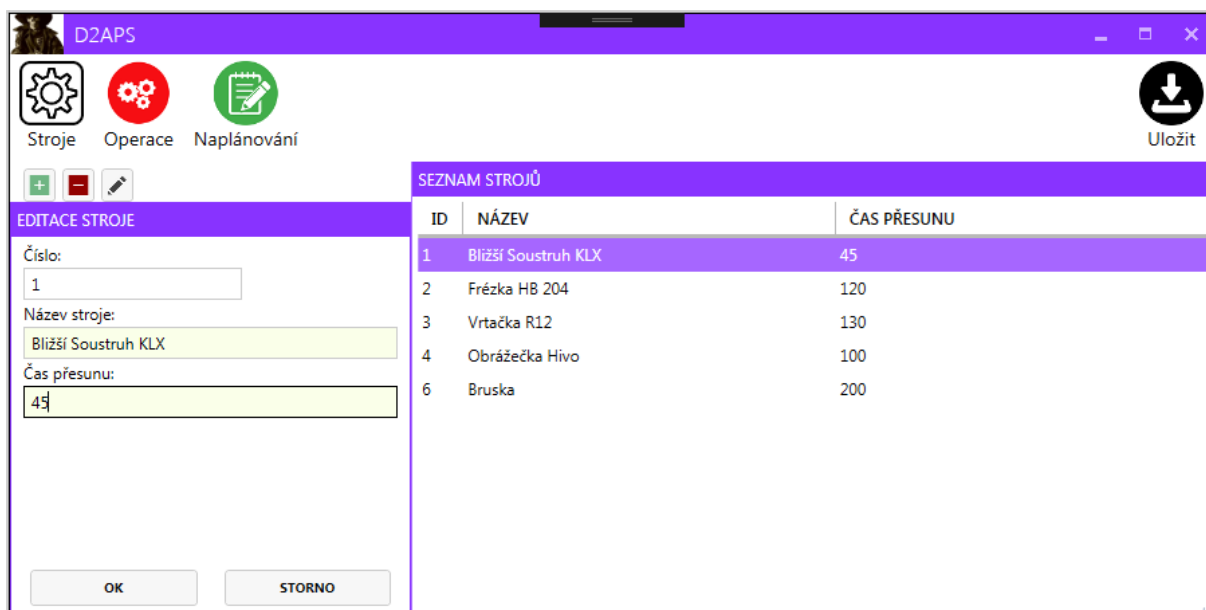 D2APS
Stroje Operace Naplánování Uložit
EDITACE STROJE
Číslo:
1
Název stroje:
Bližší Soustruh KLX
Čas přesunu:
45
OK STORNO
SEZNAM STROJŮ
ID NÁZEV ČAS PŘESUNU
1 Bližší Soustruh KLX 45
2 Frézka HB 204 120
3 Vrtačka R12 130
4 Obrážečka Hivo 100
6 Bruska 200